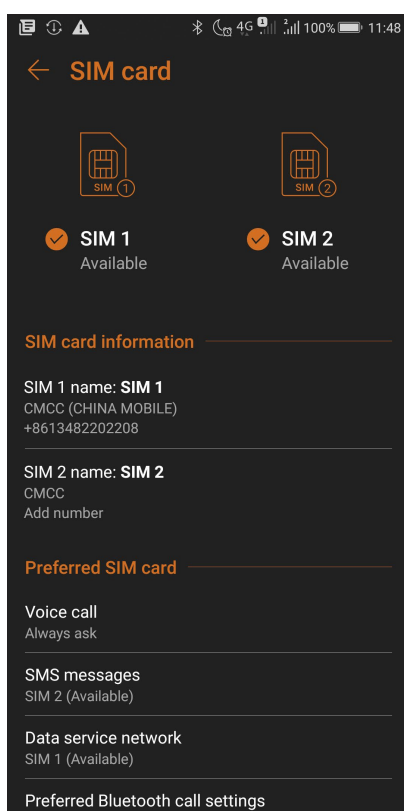 4G 1 2 100% 11:48
SIM card
SIM 1 SIM 2
SIM 1 SIM 2
Available Available
SIM card information
SIM 1 name: SIM 1
CMCC (CHINA MOBILE)
+8613482202208
SIM 2 name: SIM 2
CMCC
Add number
Preferred SIM card
Voice call
Always ask
SMS messages
SIM 2 (Available)
Data service network
SIM 1 (Available)
Preferred Bluetooth call settings